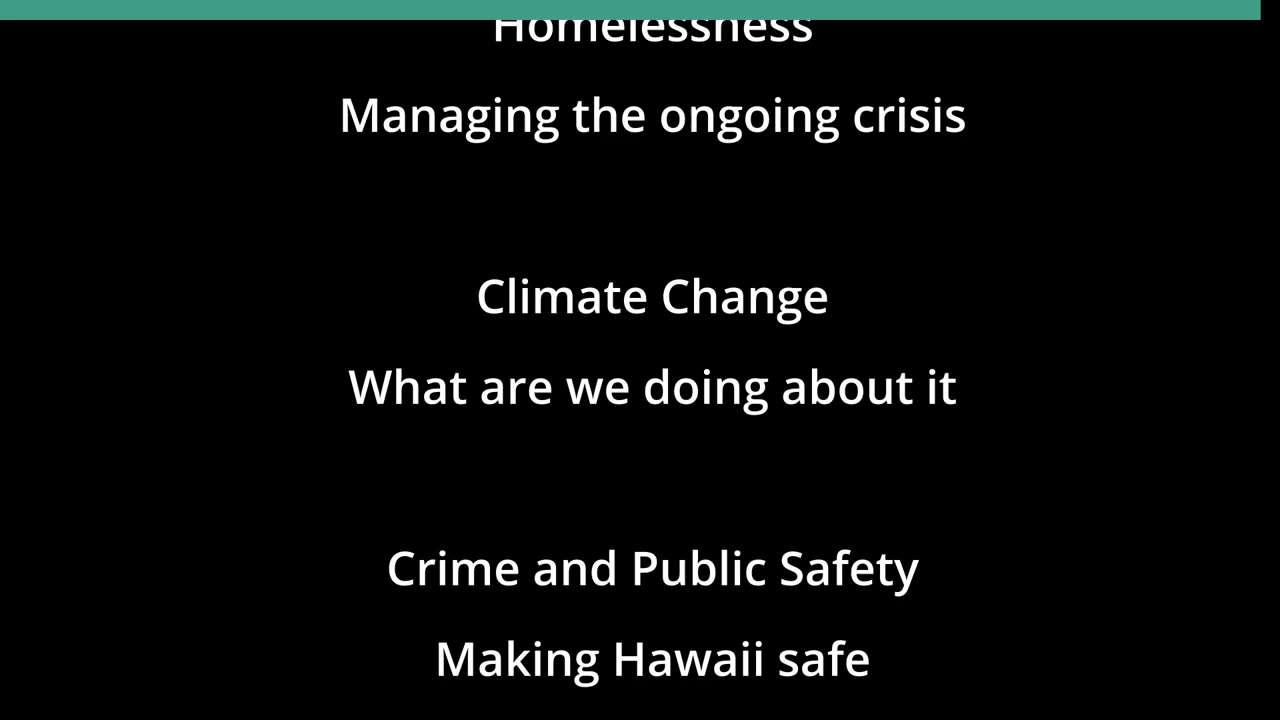 Homelessness
Managing the ongoing crisis
Climate Change
What are we doing about it
Crime and Public Safety
Making Hawaii safe